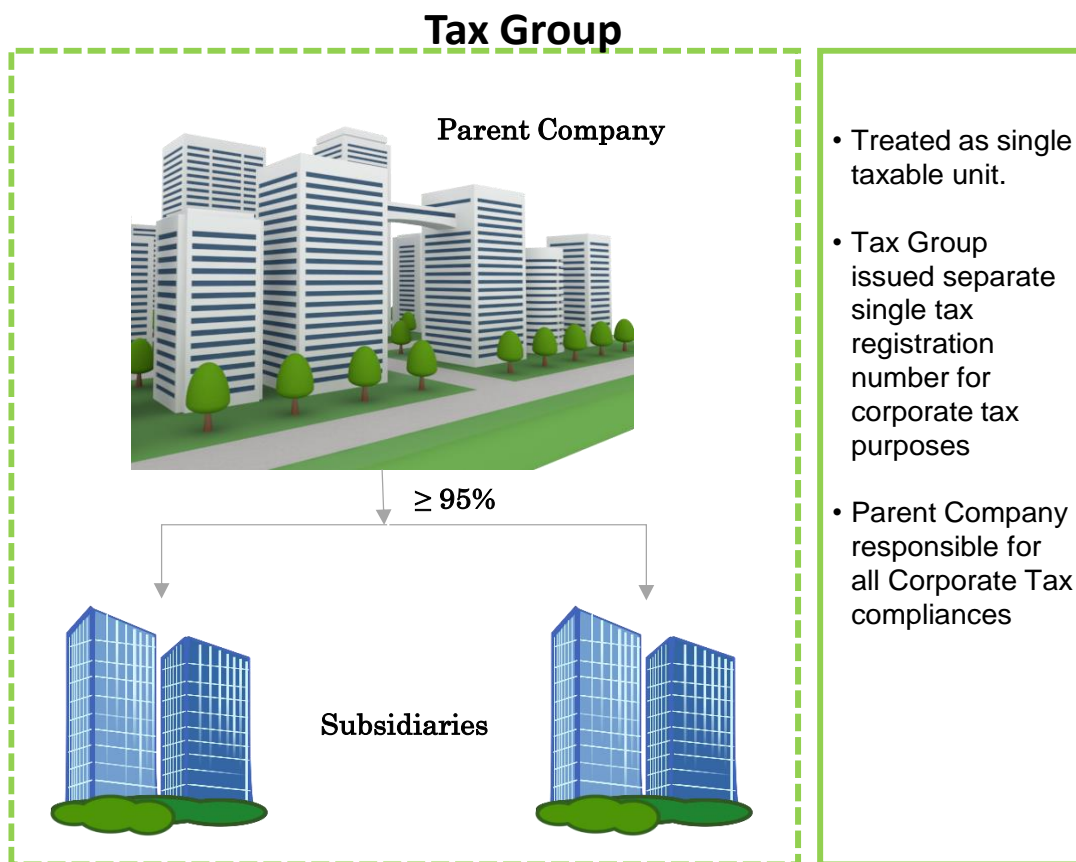 Tax Group
Parent Company
≥ 95%
Subsidiaries
• Treated as single
taxable unit.
• Tax Group
issued separate
single tax
registration
number for
corporate tax
purposes
• Parent Company
responsible for
all Corporate Tax
compliances